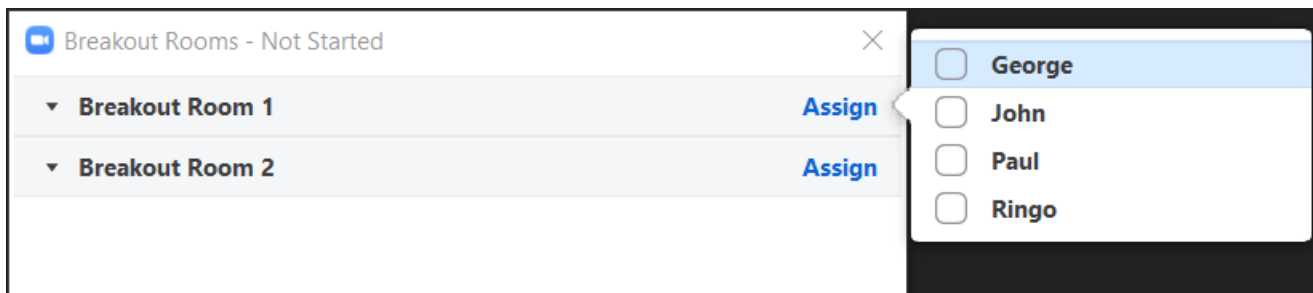 Breakout Rooms - Not Started
Breakout Room 1 Assign
Breakout Room 2 Assign
George
John
Paul
Ringo